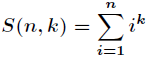 S(n, k) = \sum_{i=1}^{n} i^k